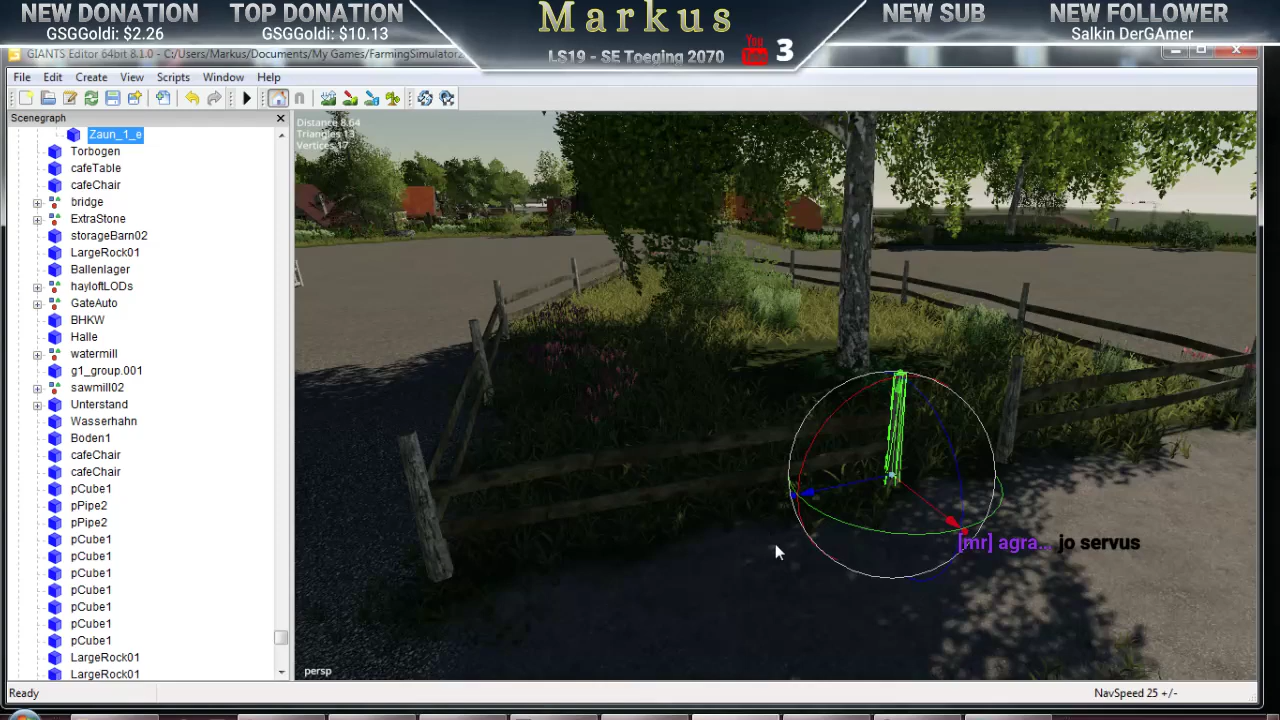 NEW DONATION
GSGGoldi: $2.26
TOP DONATION
GSGGoldi: $10.13
Markus
LS19 - SE Toeging 2070
You
Tube
3
NEW SUB
NEW FOLLOWER
Salkin DerGAmer
GIANTS Editor 64bit 8.1.0 - C:/Users/Markus/Documents/My Games/FarmingSimulator2
File Edit Create View Scripts Window Help
Scenegraph
Zaun_1_e
Torbogen
cafeTable
cafeChair
bridge
ExtraStone
storageBarn02
LargeRock01
Ballenlager
hayloftLODs
GateAuto
BHKW
Halle
watermill
g1_group.001
sawmill02
Unterstand
Wasserhahn
Boden1
cafeChair
cafeChair
pCube1
pPipe2
pPipe2
pCube1
pCube1
pCube1
pCube1
pCube1
pCube1
pCube1
LargeRock01
LargeRock01
Distance 8.64
Triangles 13
Vertices 17
[mr] agra... jo servus
persp
Ready
NavSpeed 25 +/-